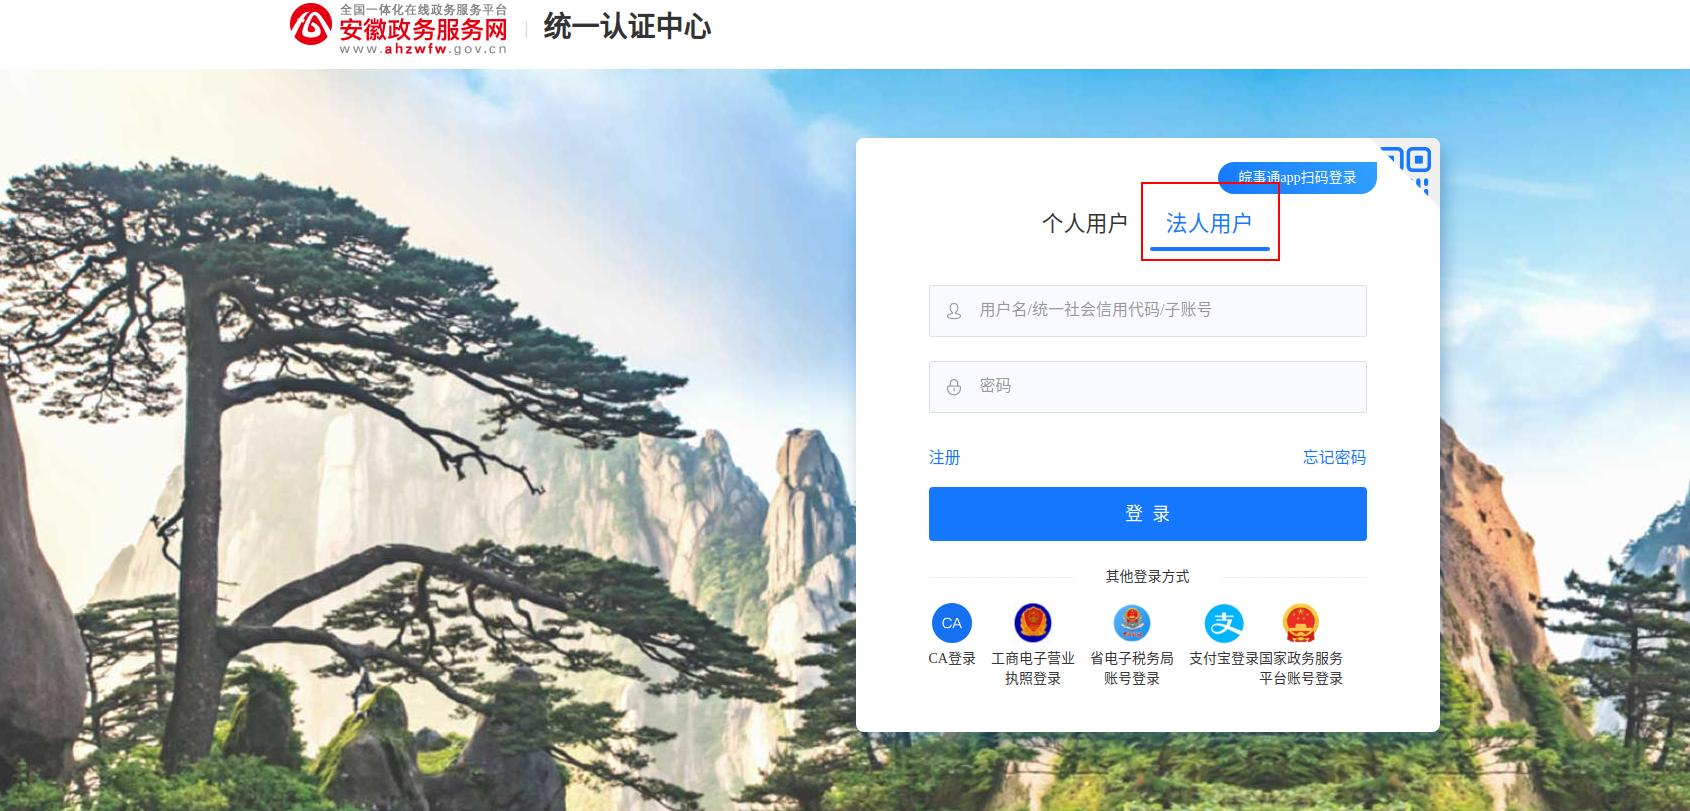 全国一体化在线政务服务平台
安徽政务服务网
www.ahzwfw.gov.cn
统一认证中心
皖事通app扫码登录
个人用户
法人用户
用户名/统一社会信用代码/子账号
密码
注册
忘记密码
登 录
其他登录方式
CA
支
CA登录
工商电子营业
执照登录
省电子税务局
账号登录
支付宝登录
国家政务服务
平台账号登录